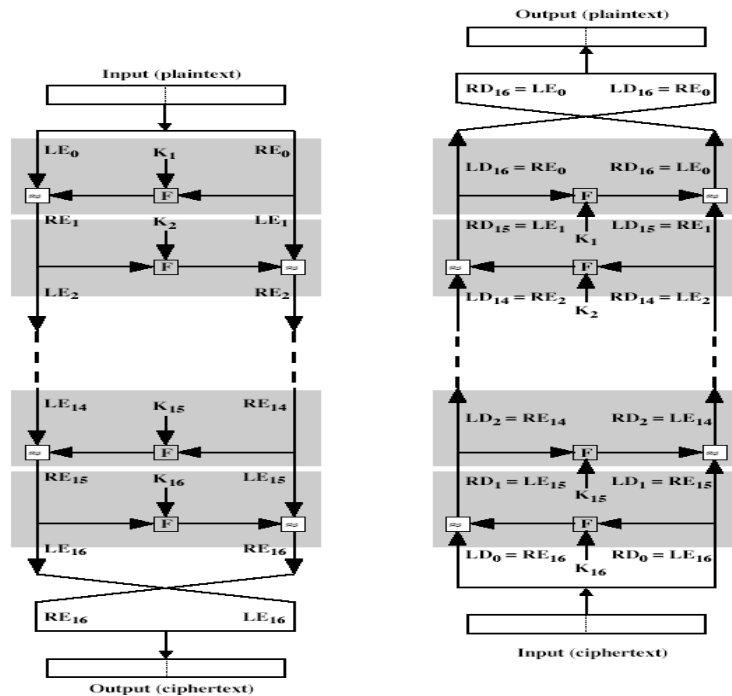 Input (plaintext)
LE0 K1 RE0
F
RE1 K2 LE1
F
LE2 RE2
LE14 K15 RE14
F
RE15 K16 LE15
F
LE16 RE16
RE16 LE16
Output (ciphertext)
Output (plaintext)
RD16 = LE0 LD16 = RE0
LD16 = RE0 RD16 = LE0
F
RD15 = LE1 K1 LD15 = RE1
F
LD14 = RE2 K2 RD14 = LE2
LD2 = RE14 RD2 = LE14
F
RD1 = LE15 K15 LD1 = RE15
F
LD0 = RE16 K16 RD0 = LE16
Input (ciphertext)